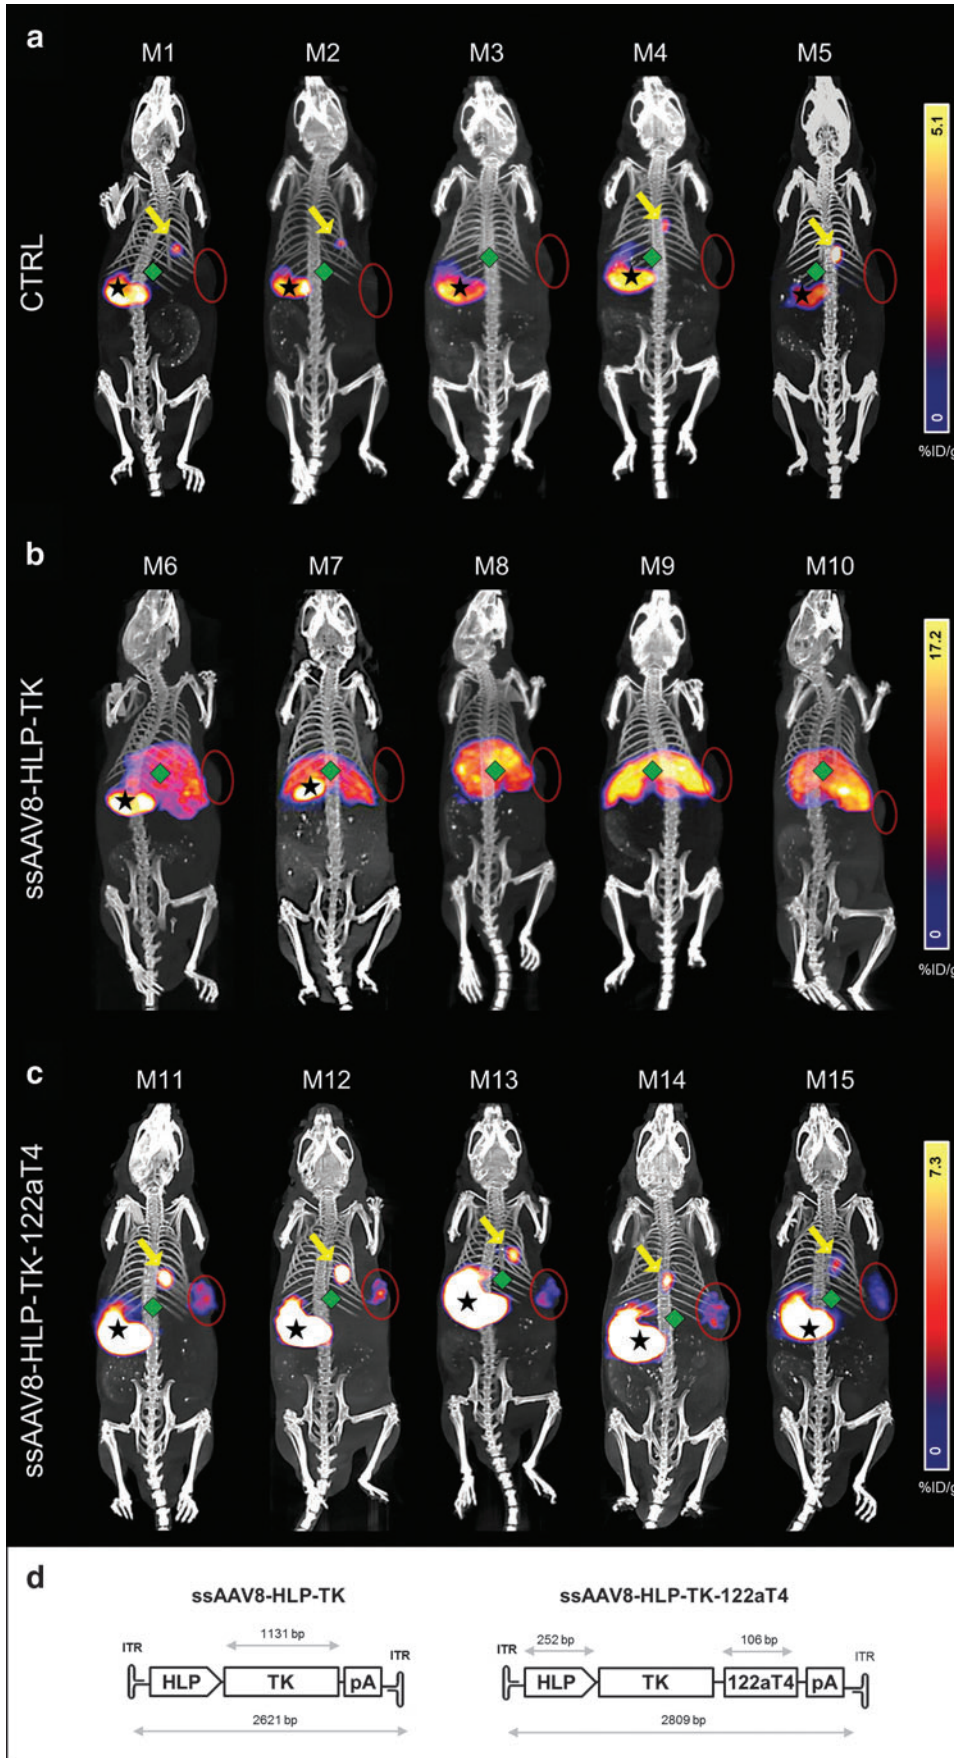 a
M1 M2 M3 M4 M5
CTRL
5.1
0
%ID/g
b
M6 M7 M8 M9 M10
ssAAV8-HLP-TK
17.2
0
%ID/g
c
M11 M12 M13 M14 M15
ssAAV8-HLP-TK-122aT4
7.3
0
%ID/g
d
ssAAV8-HLP-TK
ITR 1131 bp ITR
HLP TK pA
2621 bp
ssAAV8-HLP-TK-122aT4
ITR 252 bp 106 bp ITR
HLP TK 122aT4 pA
2809 bp